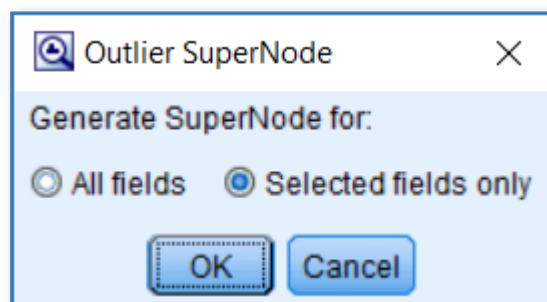 Outlier SuperNode
Generate SuperNode for:
All fields Selected fields only
OK Cancel